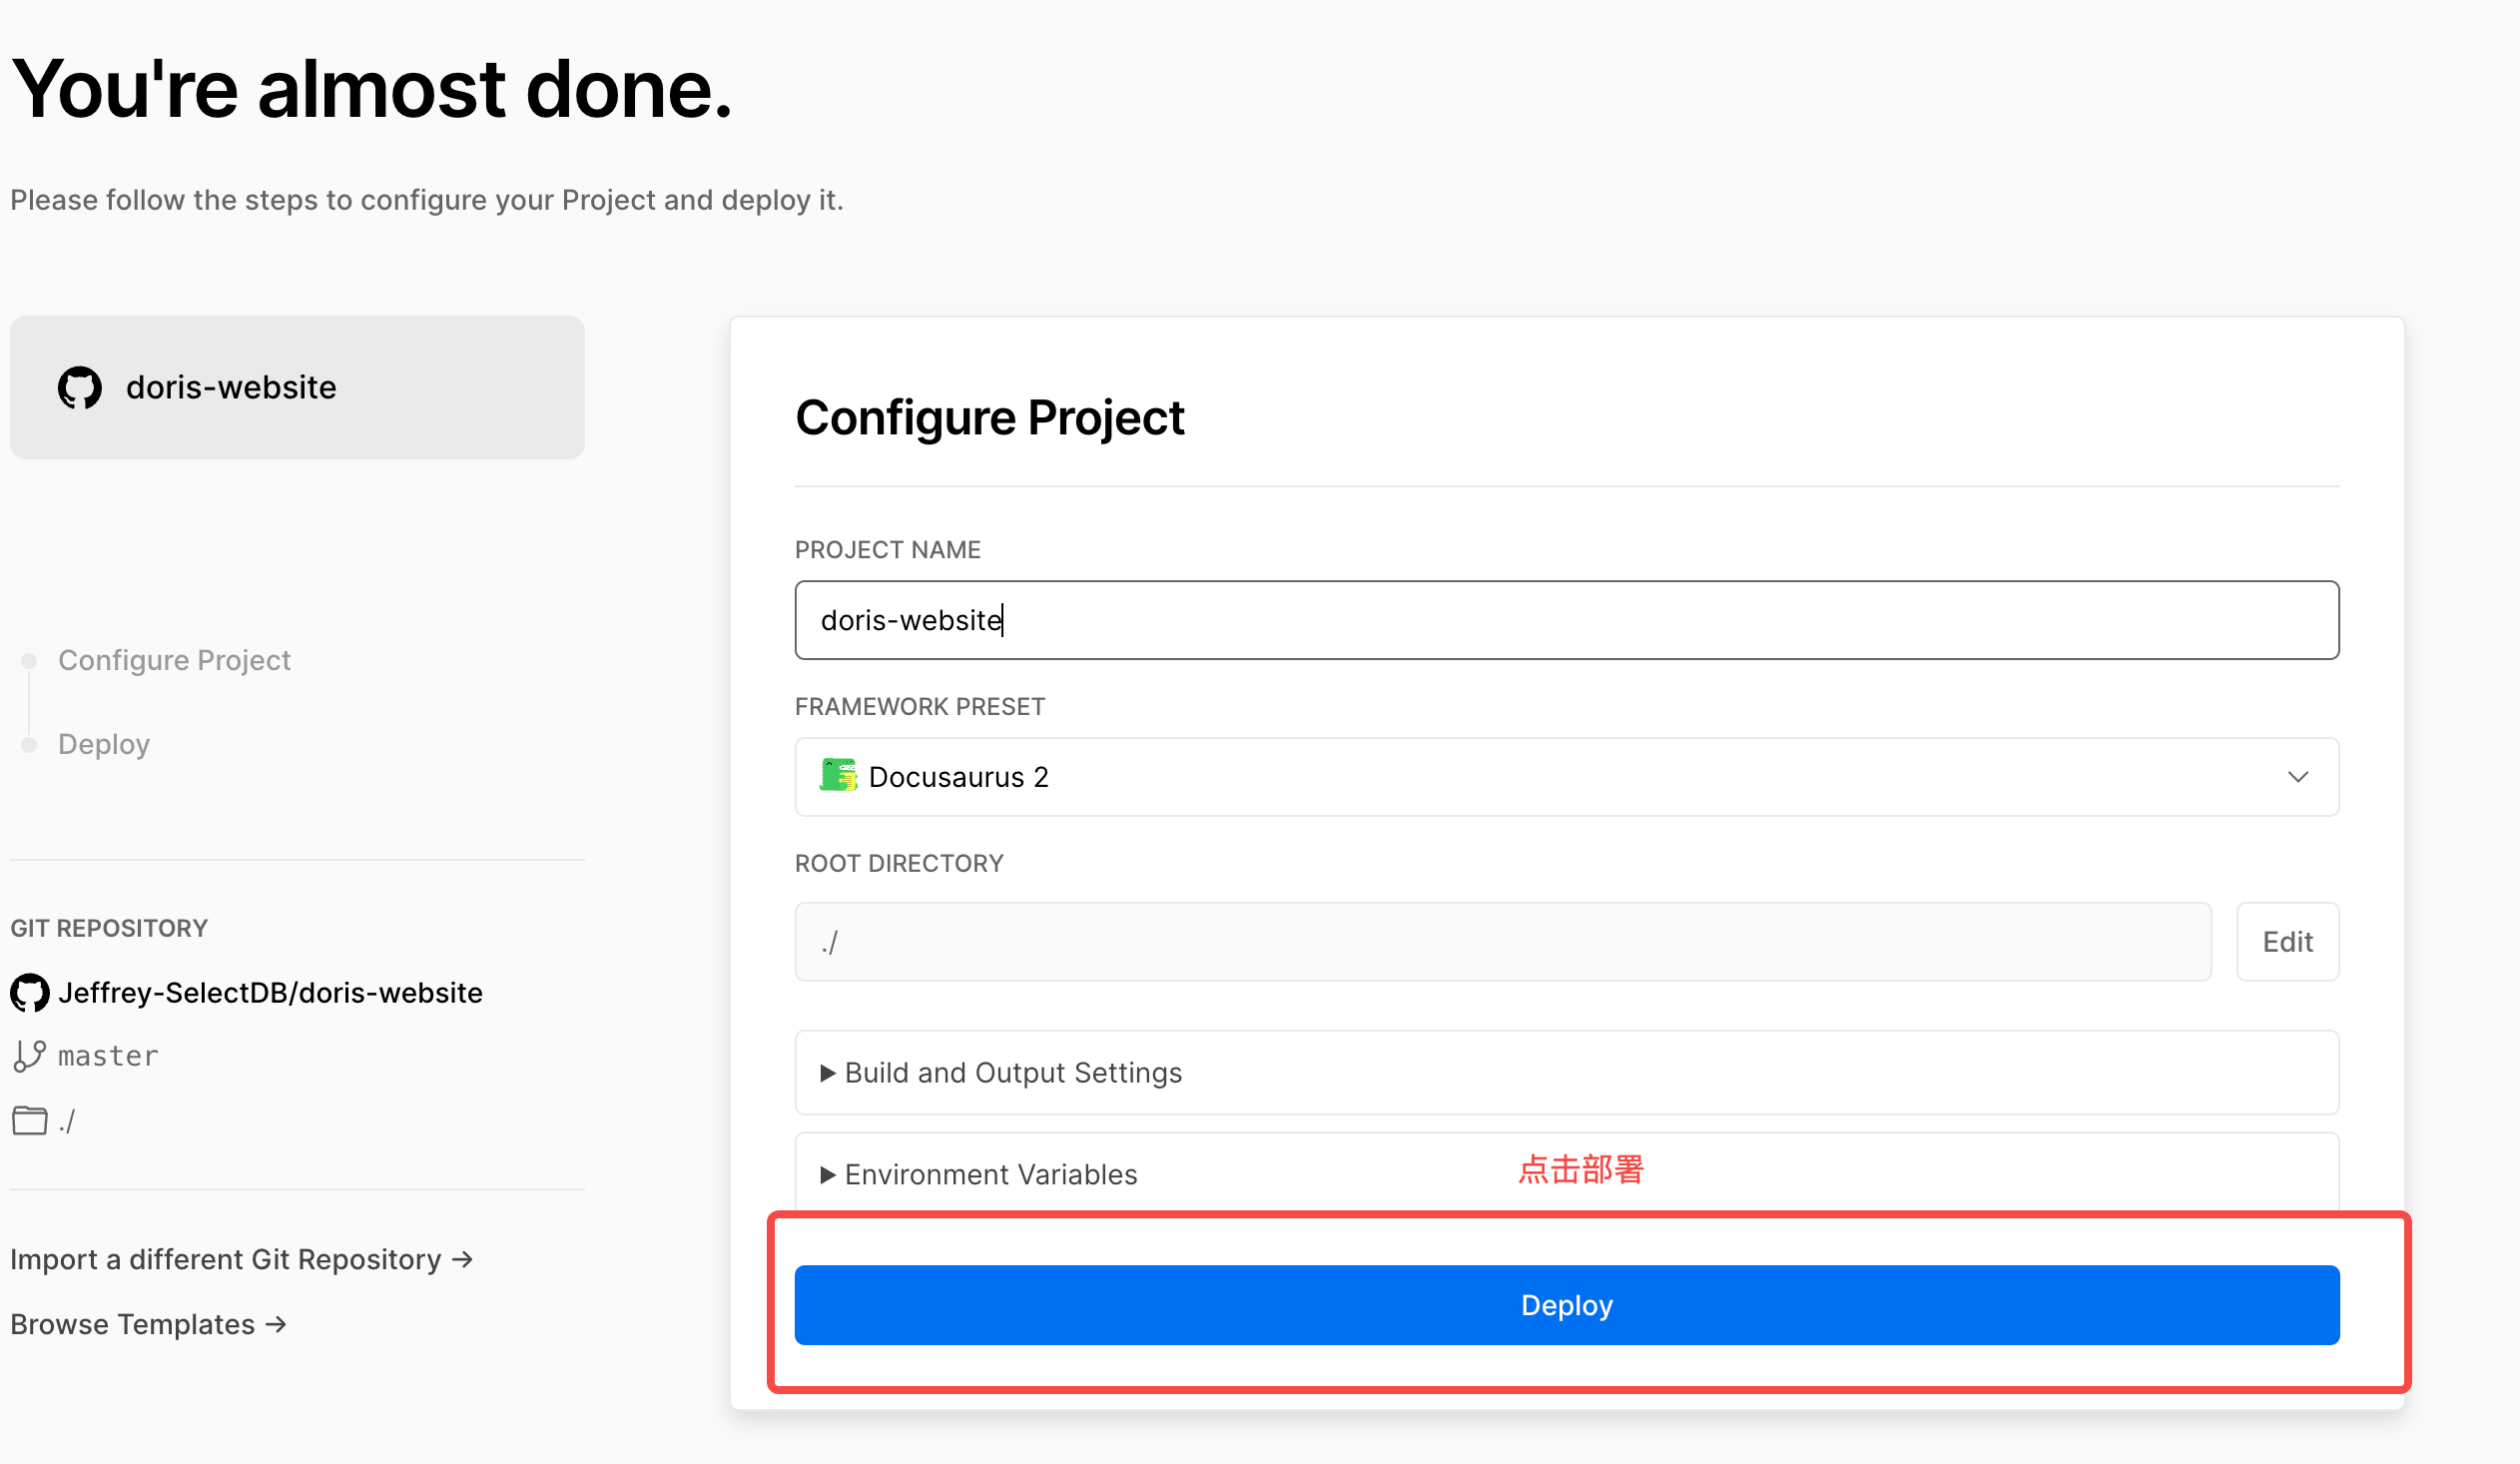 You're almost done.
Please follow the steps to configure your Project and deploy it.
doris-website
Configure Project
Deploy
GIT REPOSITORY
Jeffrey-SelectDB/doris-website
master
./
Import a different Git Repository →
Browse Templates →
Configure Project
PROJECT NAME
doris-website
FRAMEWORK PRESET
Docusaurus 2
ROOT DIRECTORY
./
Edit
Build and Output Settings
Environment Variables
点击部署
Deploy